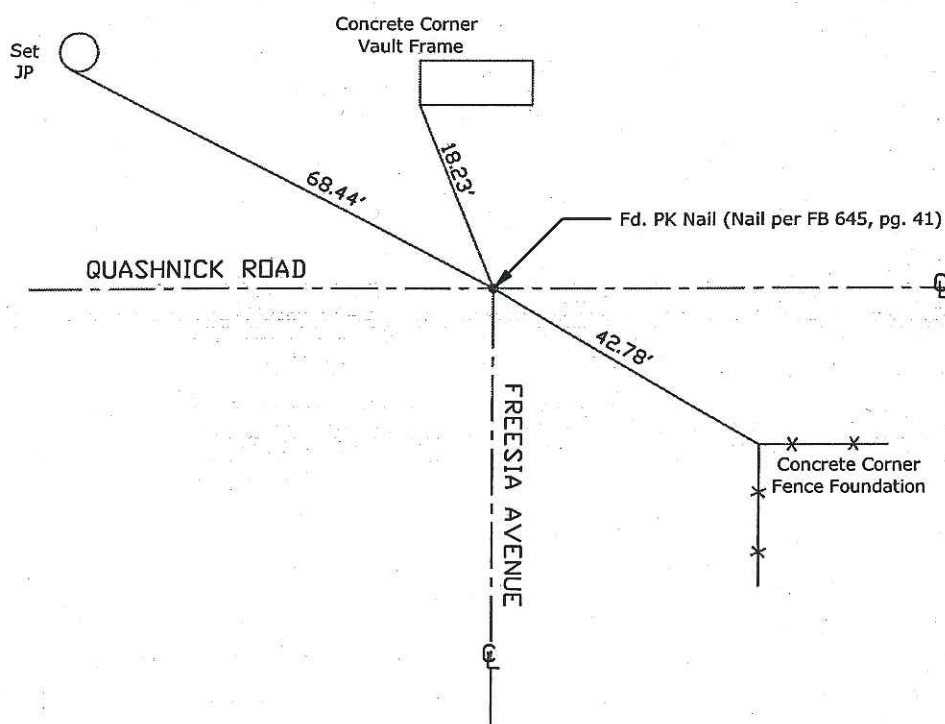 Concrete Corner
Vault Frame
Set
JP
18.23'
68.44'
Fd. PK Nail (Nail per FB 645, pg. 41)
QUASHNICK ROAD
℄
42.78'
FREESIA AVENUE
Concrete Corner
Fence Foundation
℄